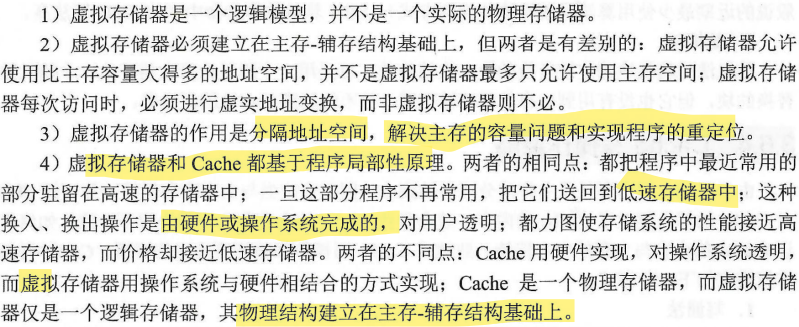 1）虚拟存储器是一个逻辑模型，并不是一个实际的物理存储器。
2）虚拟存储器必须建立在主存-辅存结构基础上，但两者是有差别的：虚拟存储器允许
使用比主存容量大得多的地址空间，并不是虚拟存储器最多只允许使用主存空间；虚拟存储
器每次访问时，必须进行虚实地址变换，而非虚拟存储器则不必。
3）虚拟存储器的作用是分隔地址空间，解决主存的容量问题和实现程序的重定位。
4）虚拟存储器和 Cache 都基于程序局部性原理。两者的相同点：都把程序中最近常用的
部分驻留在高速的存储器中；一旦这部分程序不再常用，把它们送回到低速存储器中；这种
换入、换出操作是由硬件或操作系统完成的，对用户透明；都力图使存储系统的性能接近高
速存储器，而价格却接近低速存储器。两者的不同点：Cache 用硬件实现，对操作系统透明，
而虚拟存储器用操作系统与硬件相结合的方式实现；Cache 是一个物理存储器，而虚拟存储
器仅是一个逻辑存储器，其物理结构建立在主存-辅存结构基础上。